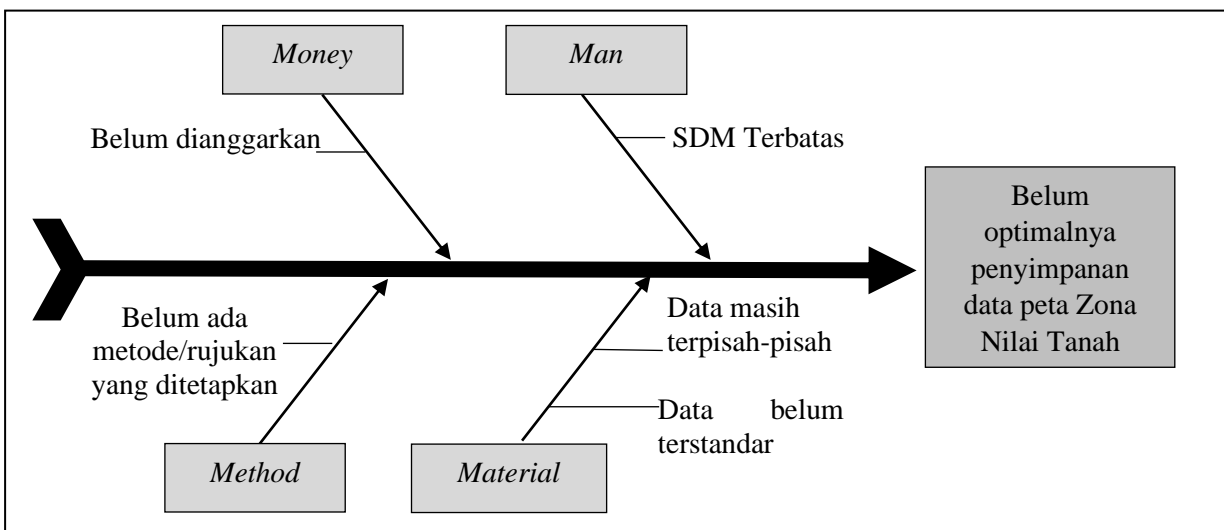 Money
Man
Belum dianggarkan
SDM Terbatas
Belum
optimalnya
penyimpanan
data peta Zona
Nilai Tanah
Belum ada
metode/rujukan
yang ditetapkan
Data masih
terpisah-pisah
Data belum
terstandar
Method
Material